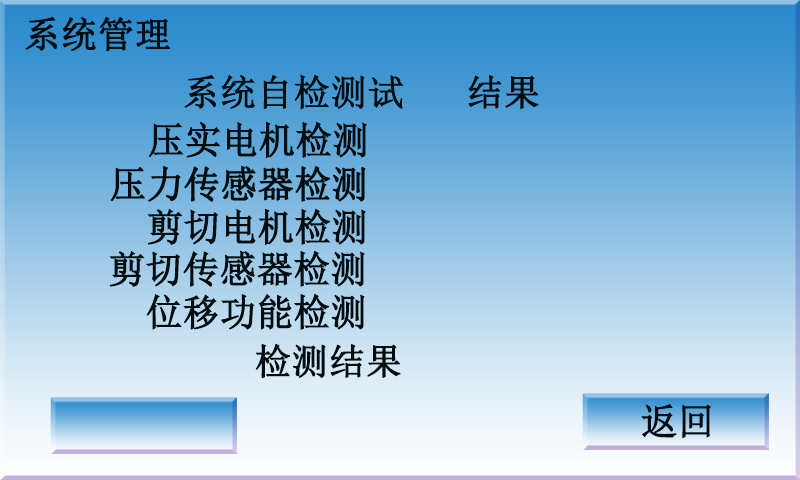 系统管理
系统自检测试 结果
压实电机检测
压力传感器检测
剪切电机检测
剪切传感器检测
位移功能检测
检测结果
返回